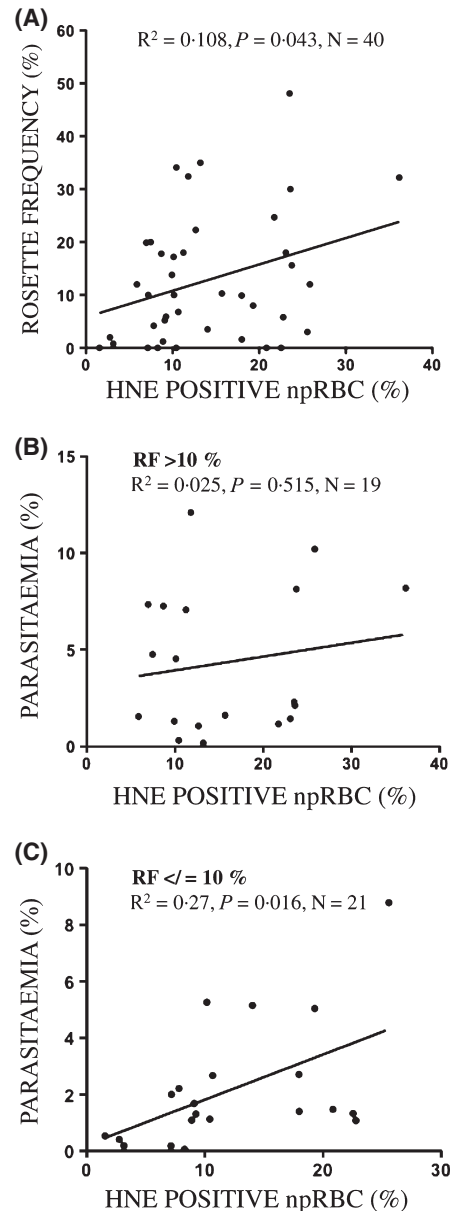 (A)
R² = 0·108, P = 0·043, N = 40
ROSETTE FREQUENCY (%)
60
50
40
30
20
10
0
0 10 20 30 40
HNE POSITIVE npRBC (%)
(B)
RF >10 %
R² = 0·025, P = 0·515, N = 19
PARASITAEMIA (%)
15
10
5
0
0 10 20 30 40
HNE POSITIVE npRBC (%)
(C)
RF </= 10 %
R² = 0·27, P = 0·016, N = 21
PARASITAEMIA (%)
10
8
6
4
2
0
0 10 20 30
HNE POSITIVE npRBC (%)